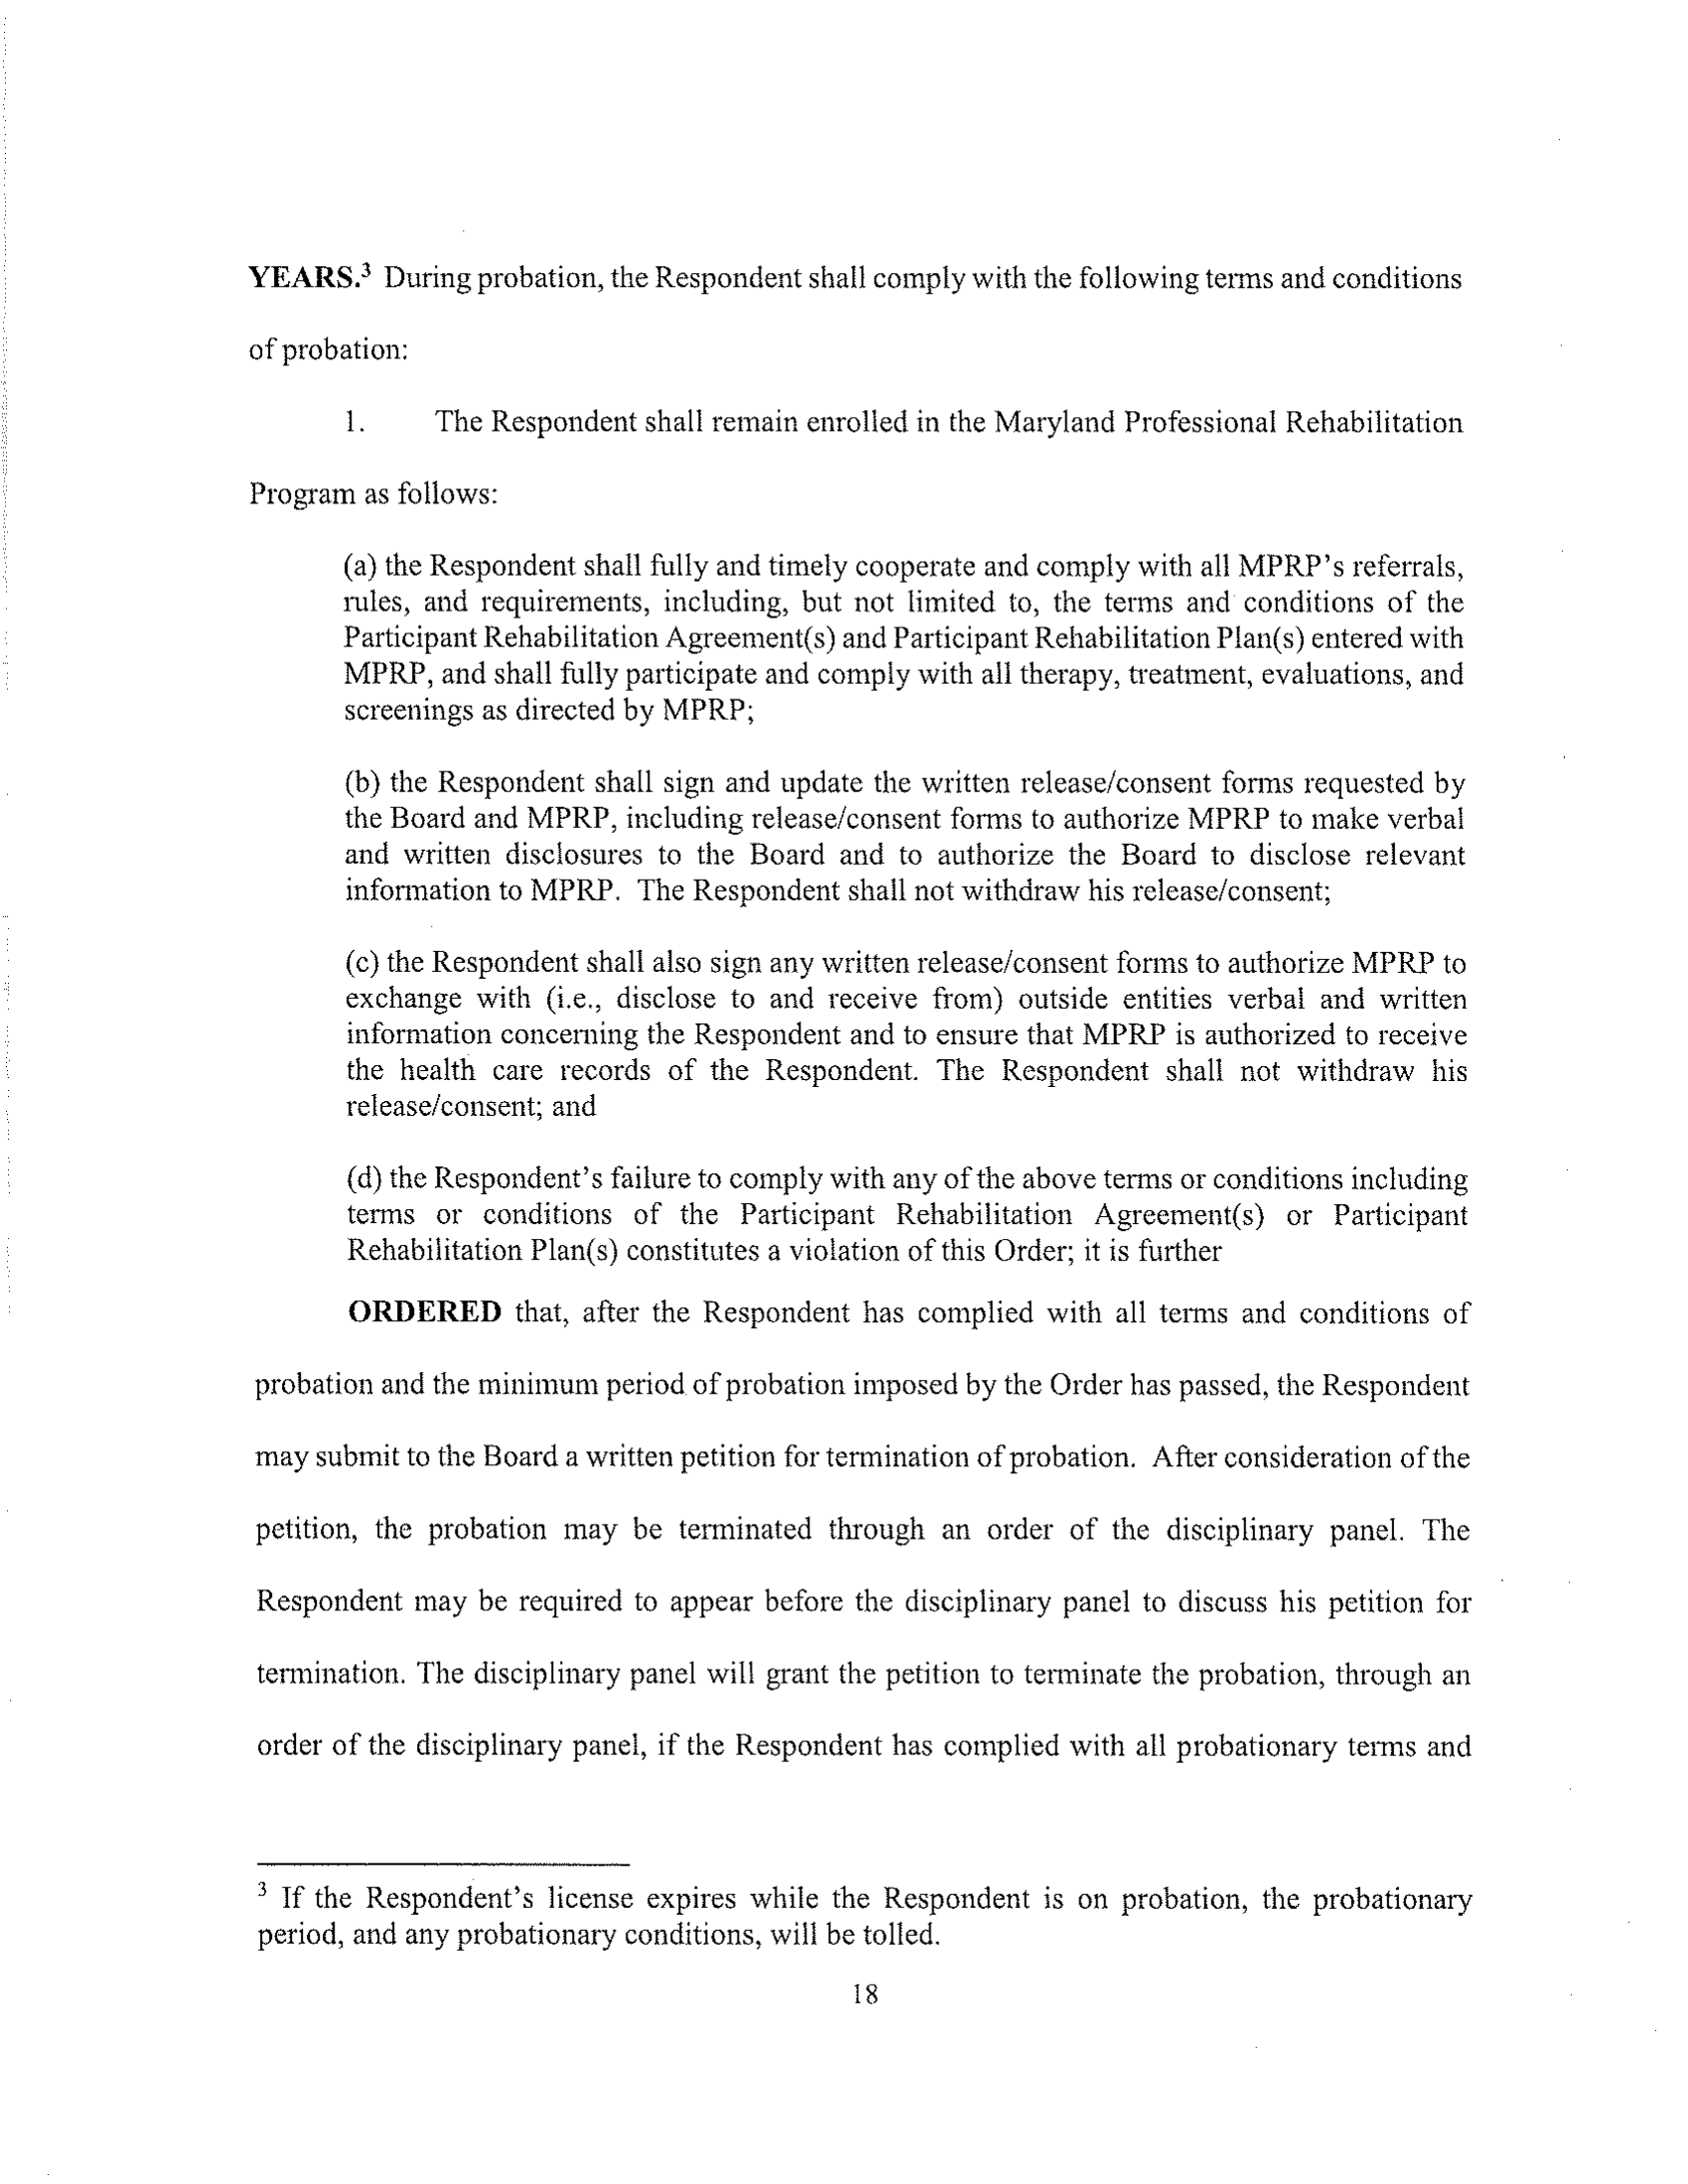 YEARS.³ During probation, the Respondent shall comply with the following terms and conditions
of probation:
1. The Respondent shall remain enrolled in the Maryland Professional Rehabilitation
Program as follows:
(a) the Respondent shall fully and timely cooperate and comply with all MPRP's referrals,
rules, and requirements, including, but not limited to, the terms and conditions of the
Participant Rehabilitation Agreement(s) and Participant Rehabilitation Plan(s) entered with
MPRP, and shall fully participate and comply with all therapy, treatment, evaluations, and
screenings as directed by MPRP;
(b) the Respondent shall sign and update the written release/consent forms requested by
the Board and MPRP, including release/consent forms to authorize MPRP to make verbal
and written disclosures to the Board and to authorize the Board to disclose relevant
information to MPRP. The Respondent shall not withdraw his release/consent;
(c) the Respondent shall also sign any written release/consent forms to authorize MPRP to
exchange with (i.e., disclose to and receive from) outside entities verbal and written
information concerning the Respondent and to ensure that MPRP is authorized to receive
the health care records of the Respondent. The Respondent shall not withdraw his
release/consent; and
(d) the Respondent's failure to comply with any of the above terms or conditions including
terms or conditions of the Participant Rehabilitation Agreement(s) or Participant
Rehabilitation Plan(s) constitutes a violation of this Order; it is further
ORDERED that, after the Respondent has complied with all terms and conditions of
probation and the minimum period of probation imposed by the Order has passed, the Respondent
may submit to the Board a written petition for termination of probation. After consideration of the
petition, the probation may be terminated through an order of the disciplinary panel. The
Respondent may be required to appear before the disciplinary panel to discuss his petition for
termination. The disciplinary panel will grant the petition to terminate the probation, through an
order of the disciplinary panel, if the Respondent has complied with all probationary terms and
³ If the Respondent's license expires while the Respondent is on probation, the probationary
period, and any probationary conditions, will be tolled.
18